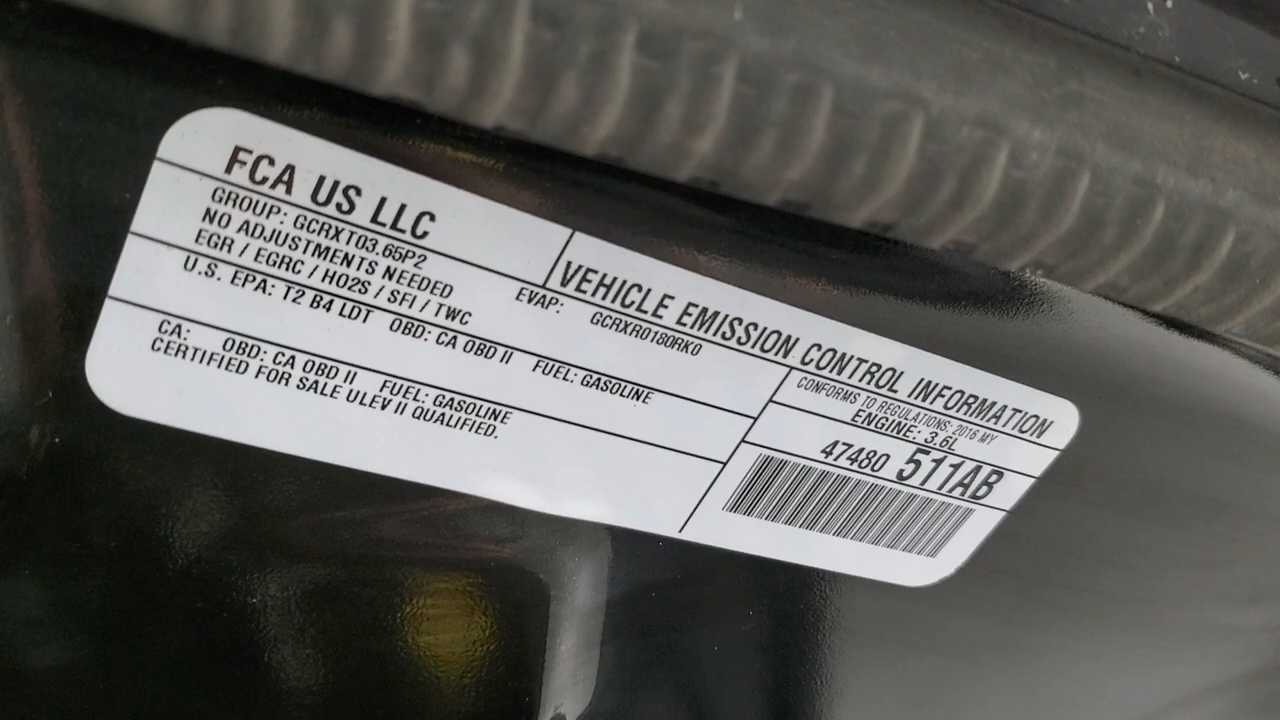 FCA US LLC
VEHICLE EMISSION CONTROL INFORMATION
GROUP: GCRXT03.65P2
EVAP: GCRXR0180RK0
NO ADJUSTMENTS NEEDED
EGR / EGRC / HO2S / SFI / TWC
CONFORMS TO REGULATIONS: 2016 MY
U.S. EPA: T2 B4 LDT OBD: CA OBD II FUEL: GASOLINE
ENGINE: 3.6L
CA: OBD: CA OBD II FUEL: GASOLINE
CERTIFIED FOR SALE ULEV II QUALIFIED.
47480 511AB